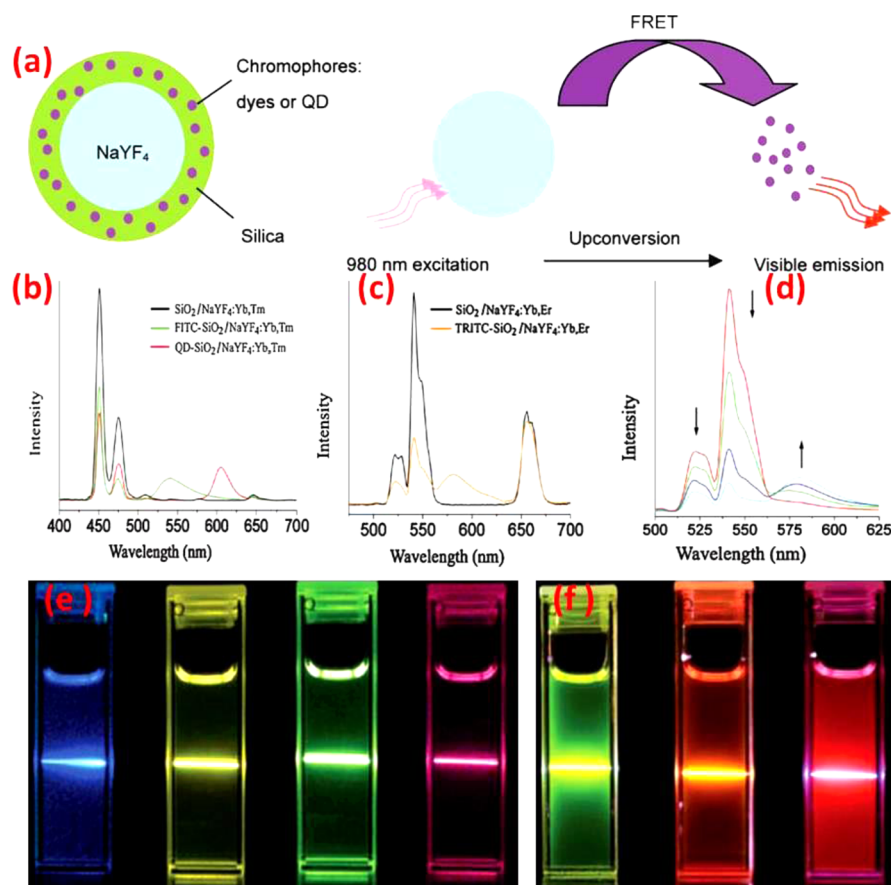 (a)
Chromophores:
dyes or QD
NaYF₄
Silica
FRET
980 nm excitation
Upconversion
Visible emission
(b)
SiO₂/NaYF₄:Yb,Tm
FITC-SiO₂/NaYF₄:Yb,Tm
QD-SiO₂/NaYF₄:Yb,Tm
Intensity
400 450 500 550 600 650 700
Wavelength (nm)
(c)
SiO₂/NaYF₄:Yb,Er
TRITC-SiO₂/NaYF₄:Yb,Er
Intensity
500 550 600 650 700
Wavelength (nm)
(d)
Intensity
500 525 550 575 600 625
Wavelength (nm)
(e)
(f)